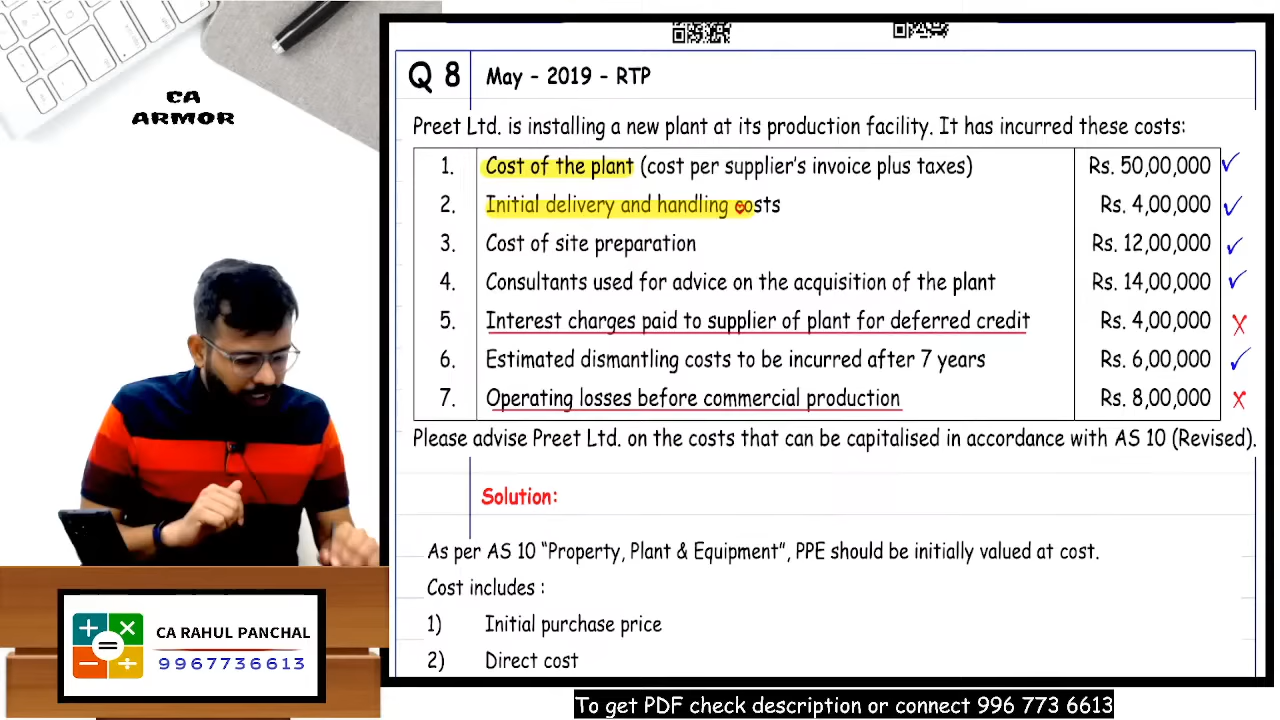 CA
ARMOR
Q 8 May - 2019 - RTP
Preet Ltd. is installing a new plant at its production facility. It has incurred these costs:
1. Cost of the plant (cost per supplier's invoice plus taxes) Rs. 50,00,000
2. Initial delivery and handling costs Rs. 4,00,000
3. Cost of site preparation Rs. 12,00,000
4. Consultants used for advice on the acquisition of the plant Rs. 14,00,000
5. Interest charges paid to supplier of plant for deferred credit Rs. 4,00,000
6. Estimated dismantling costs to be incurred after 7 years Rs. 6,00,000
7. Operating losses before commercial production Rs. 8,00,000
Please advise Preet Ltd. on the costs that can be capitalised in accordance with AS 10 (Revised).
Solution:
As per AS 10 "Property, Plant & Equipment", PPE should be initially valued at cost.
Cost includes :
1) Initial purchase price
2) Direct cost
CA RAHUL PANCHAL
9967736613
To get PDF check description or connect 996 773 6613